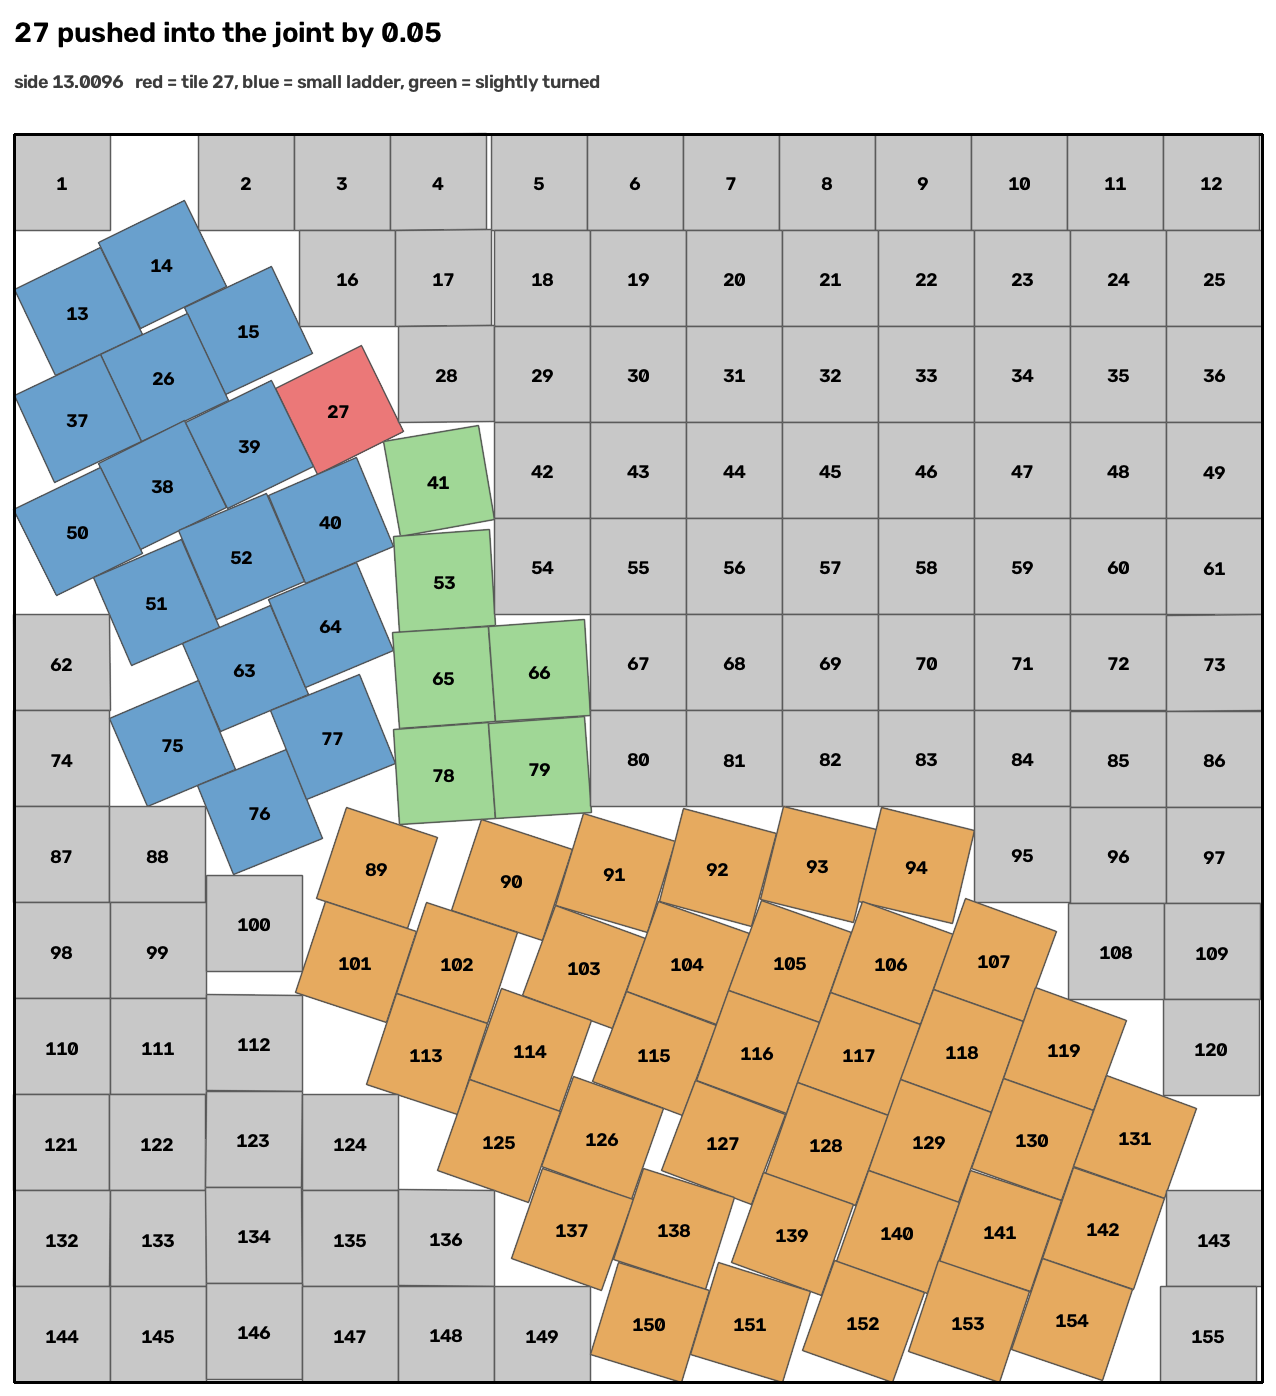 27 pushed into the joint by 0.05
side 13.0096 red = tile 27, blue = small ladder, green = slightly turned
1 2 3 4 5 6 7 8 9 10 11 12
14
13 15 16 17 18 19 20 21 22 23 24 25
26 27 28 29 30 31 32 33 34 35 36
37 39
38 40 41 42 43 44 45 46 47 48 49
50 52
51 53 54 55 56 57 58 59 60 61
62 63 64 65 66 67 68 69 70 71 72 73
74 75 77 78 79 80 81 82 83 84 85 86
76
87 88 89 90 91 92 93 94 95 96 97
98 99 100 101 102 103 104 105 106 107 108 109
110 111 112 113 114 115 116 117 118 119 120
121 122 123 124 125 126 127 128 129 130 131
132 133 134 135 136 137 138 139 140 141 142 143
144 145 146 147 148 149 150 151 152 153 154 155